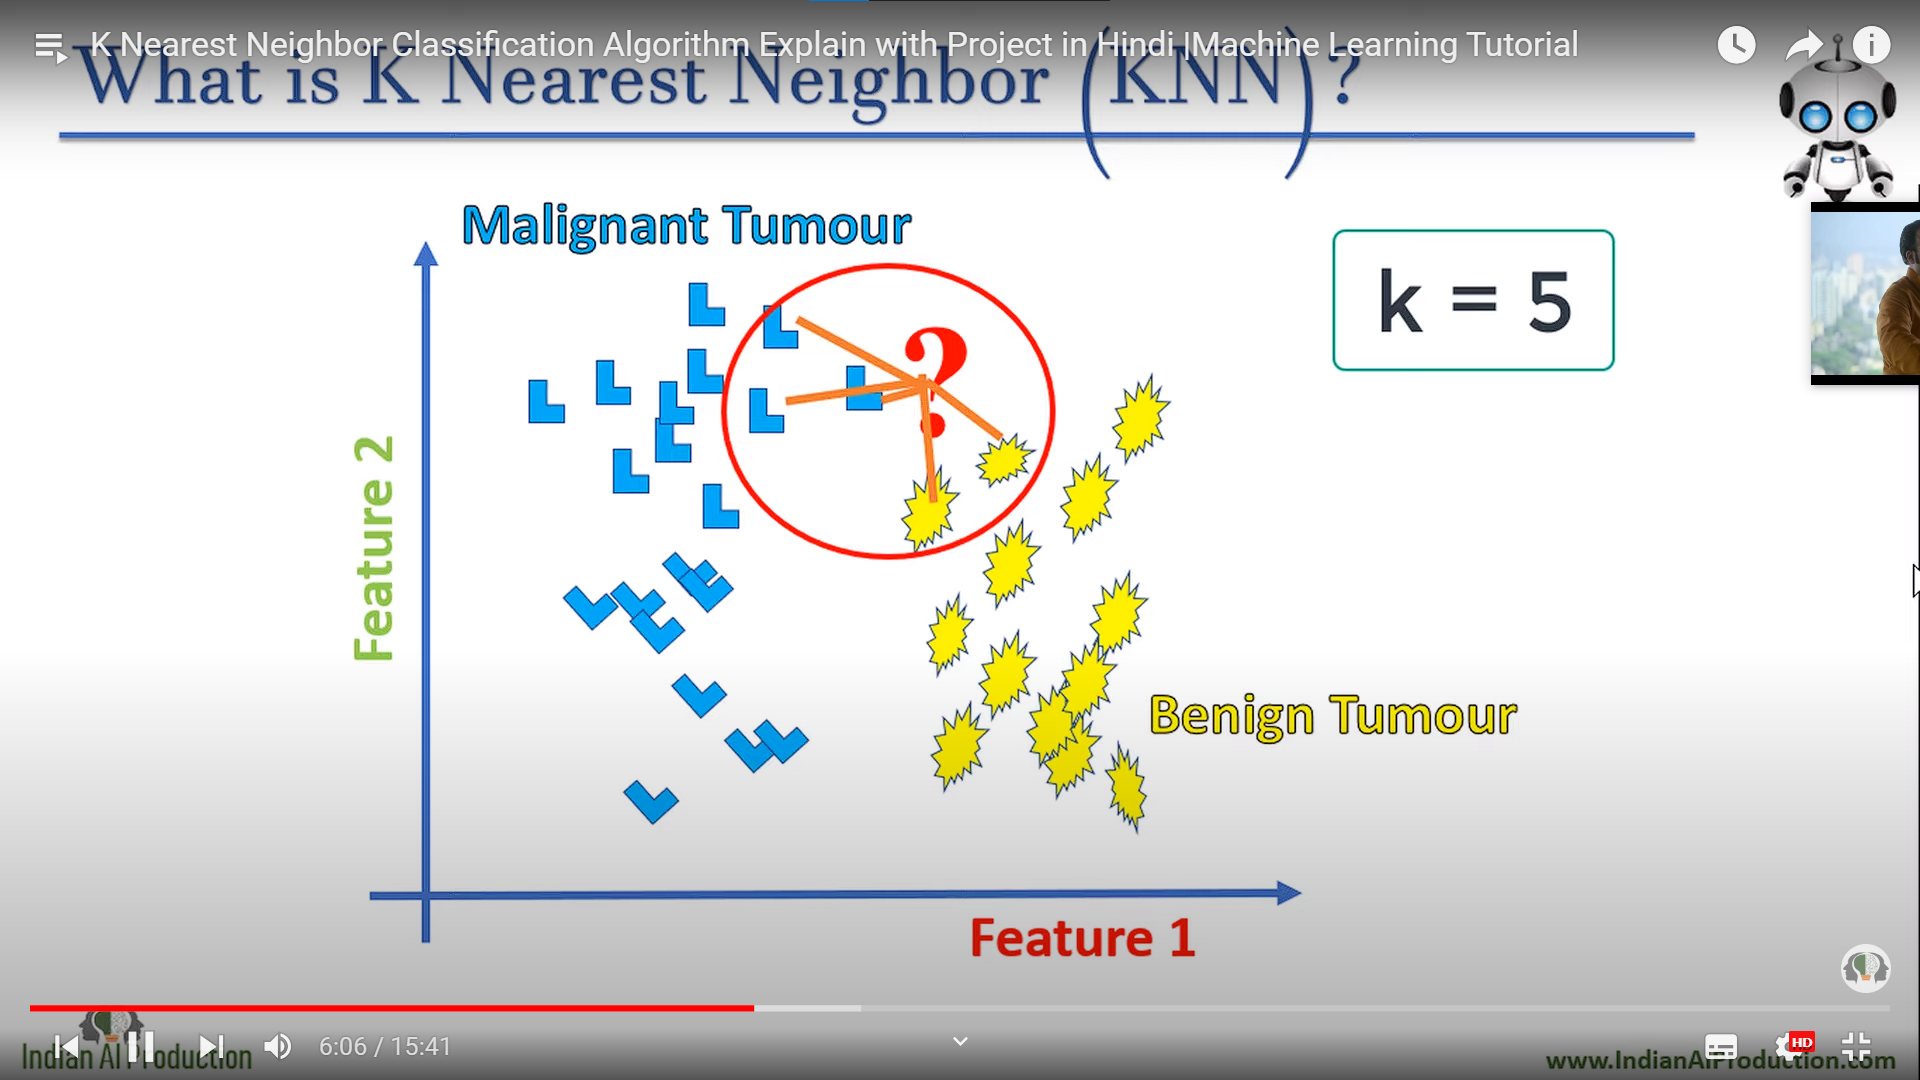 K Nearest Neighbor Classification Algorithm Explain with Project in Hindi |Machine Learning Tutorial
What is K Nearest Neighbor (KNN) ?
Malignant Tumour
k = 5
?
Feature 2
Benign Tumour
Feature 1
6:06 / 15:41
HD
Indian AI Production
www.IndianAIProduction.com